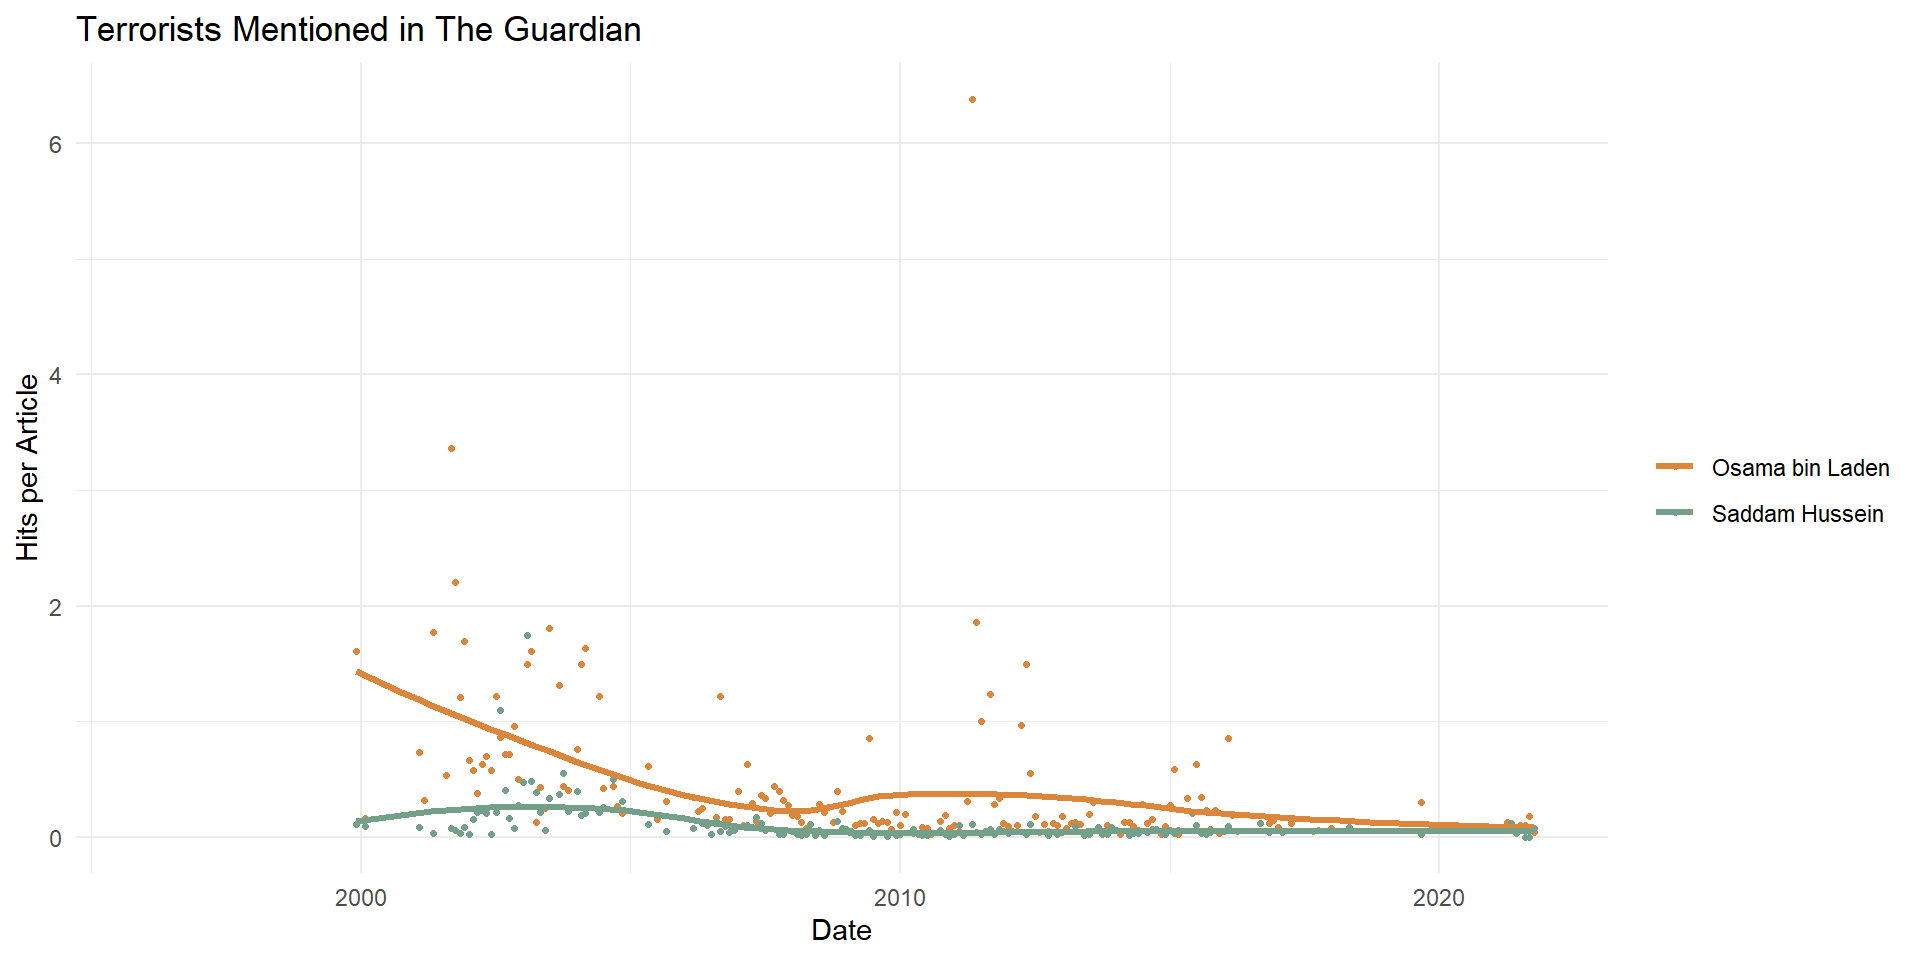 Terrorists Mentioned in The Guardian
Hits per Article
6
4
2
0
2000
2010
2020
Date
Osama bin Laden
Saddam Hussein